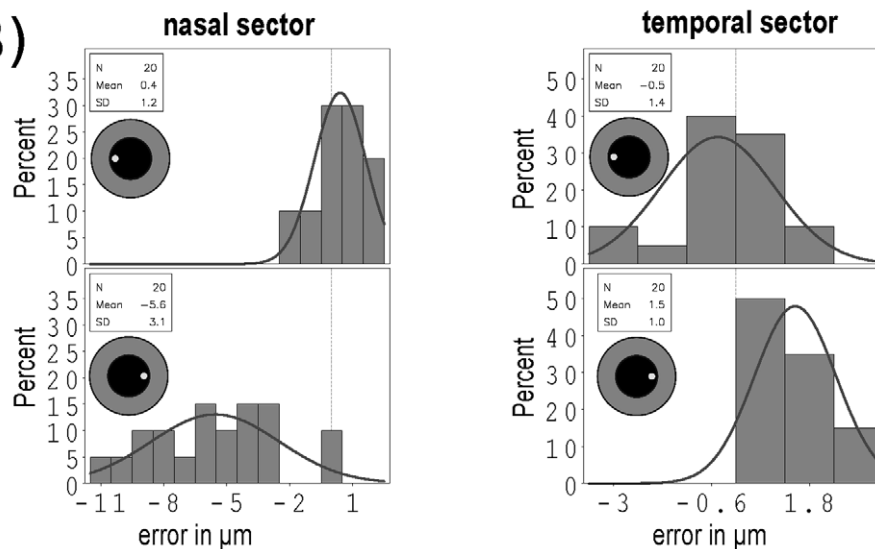 B)
nasal sector
Percent
35
30
25
20
15
10
5
0
N 20
Mean 0.4
SD 1.2
Percent
35
30
25
20
15
10
5
0
N 20
Mean −5.6
SD 3.1
-11 -8 -5 -2 1
error in µm
temporal sector
Percent
50
40
30
20
10
0
N 20
Mean −0.5
SD 1.4
Percent
50
40
30
20
10
0
N 20
Mean 1.5
SD 1.0
-3 -0.6 1.8
error in µm